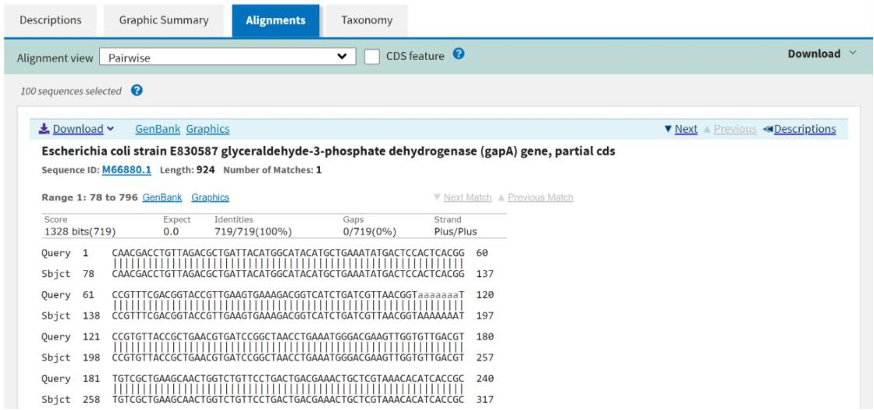 Descriptions Graphic Summary Alignments Taxonomy
Alignment view Pairwise CDS feature ? Download
100 sequences selected ?
Download GenBank Graphics Next Previous Descriptions
Escherichia coli strain E830587 glyceraldehyde-3-phosphate dehydrogenase (gapA) gene, partial cds
Sequence ID: M66880.1 Length: 924 Number of Matches: 1
Range 1: 78 to 796 GenBank Graphics Next Match Previous Match
Score Expect Identities Gaps Strand
1328 bits(719) 0.0 719/719(100%) 0/719(0%) Plus/Plus
Query 1 CAACGACCTGTTAGACGCTGATTACATGGCATACATGCTGAAATATGACTCCACTCACGG 60
Sbjct 78 CAACGACCTGTTAGACGCTGATTACATGGCATACATGCTGAAATATGACTCCACTCACGG 137
Query 61 CCGTTTCGACGGTACCGTTGAAGTGAAAGACGGTCATCTGATCGTTAACGGTaaaaaaaT 120
Sbjct 138 CCGTTTCGACGGTACCGTTGAAGTGAAAGACGGTCATCTGATCGTTAACGGTAAAAAAAT 197
Query 121 CCGTGTTACCGCTGAACGTGATCCGGCTAACCTGAAATGGGACGAAGTTGGTGTTGACGT 180
Sbjct 198 CCGTGTTACCGCTGAACGTGATCCGGCTAACCTGAAATGGGACGAAGTTGGTGTTGACGT 257
Query 181 TGTCGCTGAAGCAACTGGTCTGTTCCTGACTGACGAAACTGCTCGTAAACACATCACCGC 240
Sbjct 258 TGTCGCTGAAGCAACTGGTCTGTTCCTGACTGACGAAACTGCTCGTAAACACATCACCGC 317